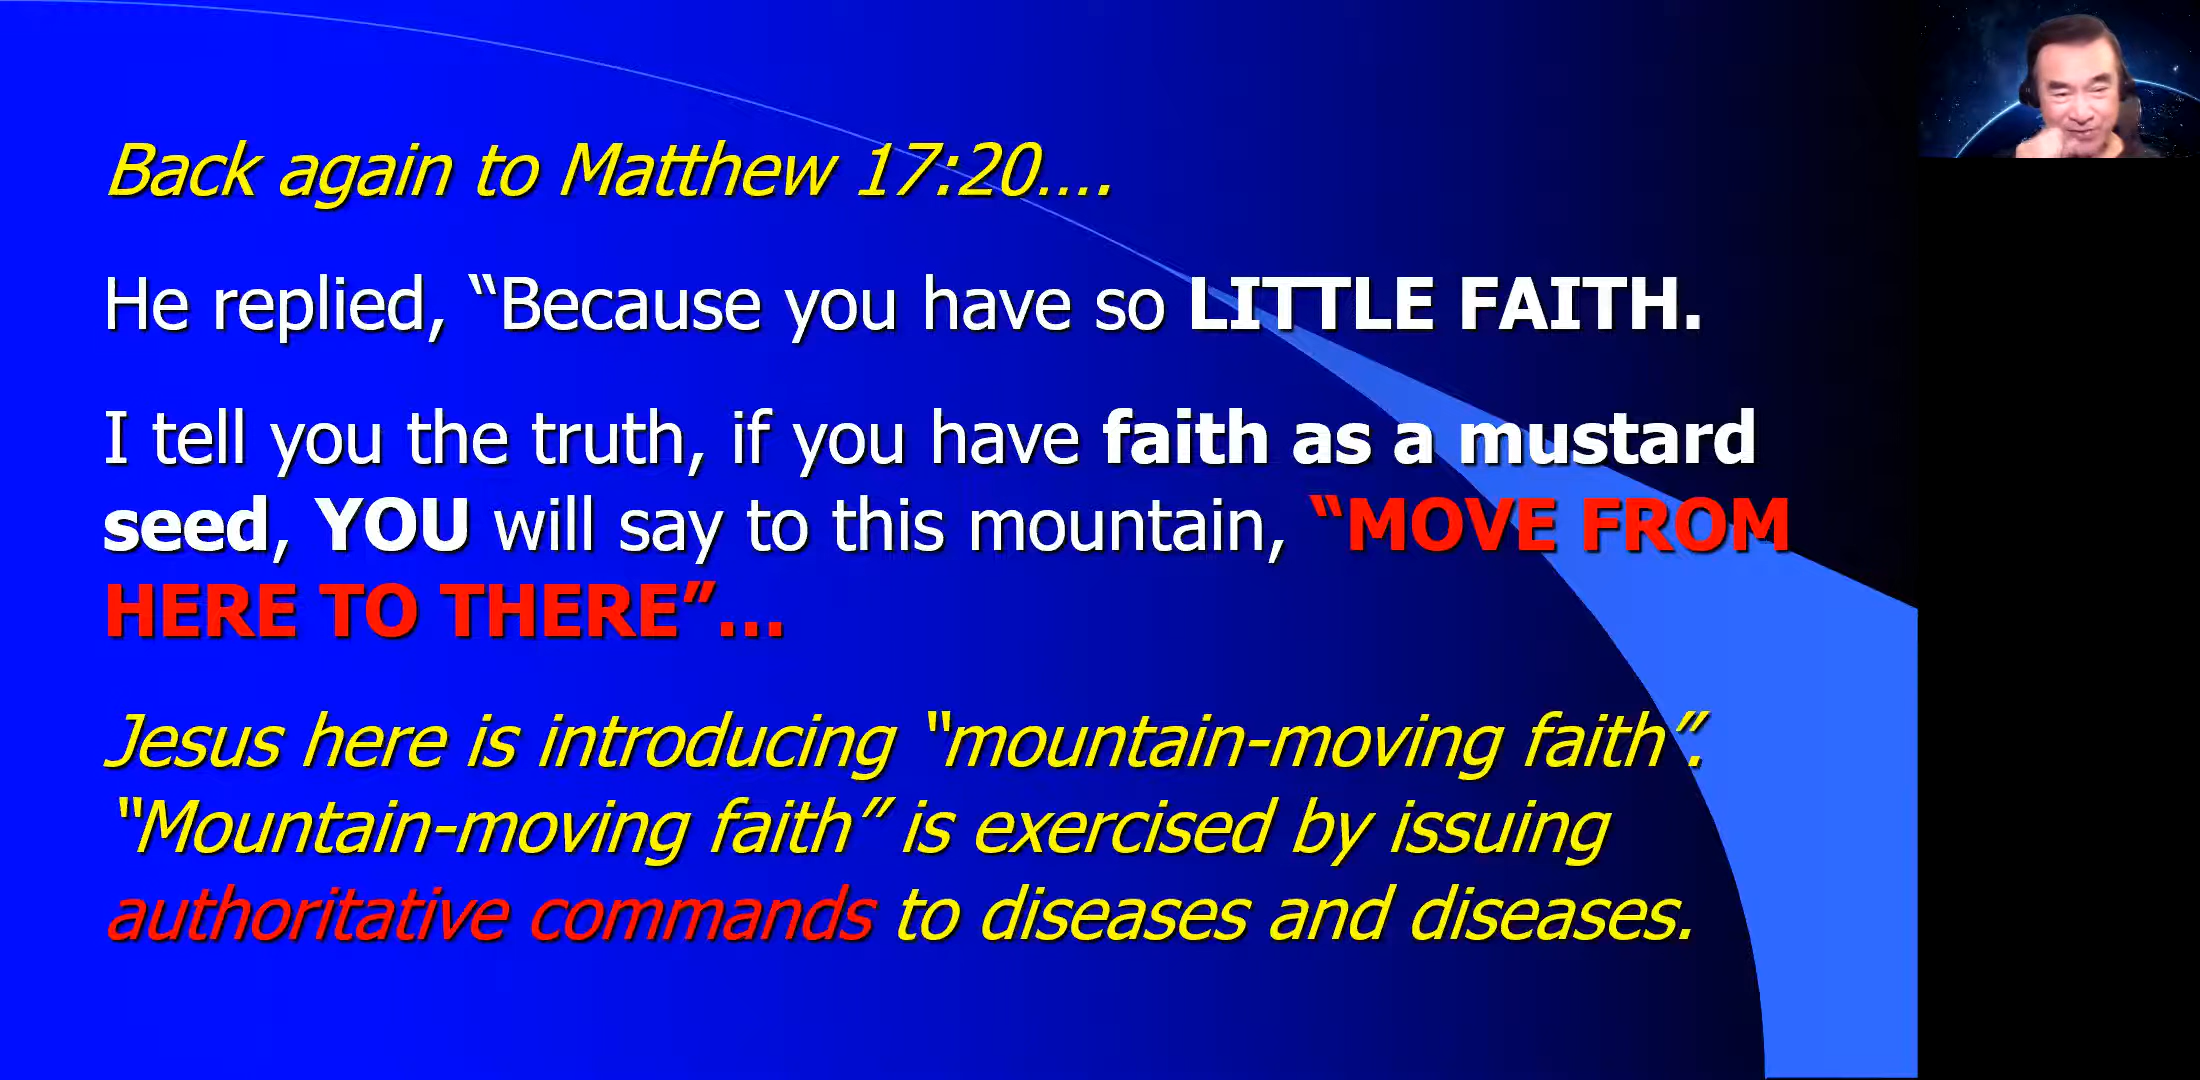 Back again to Matthew 17:20....
He replied, “Because you have so LITTLE FAITH.
I tell you the truth, if you have faith as a mustard
seed, YOU will say to this mountain, “MOVE FROM
HERE TO THERE”...
Jesus here is introducing “mountain-moving faith”.
“Mountain-moving faith” is exercised by issuing
authoritative commands to diseases and diseases.